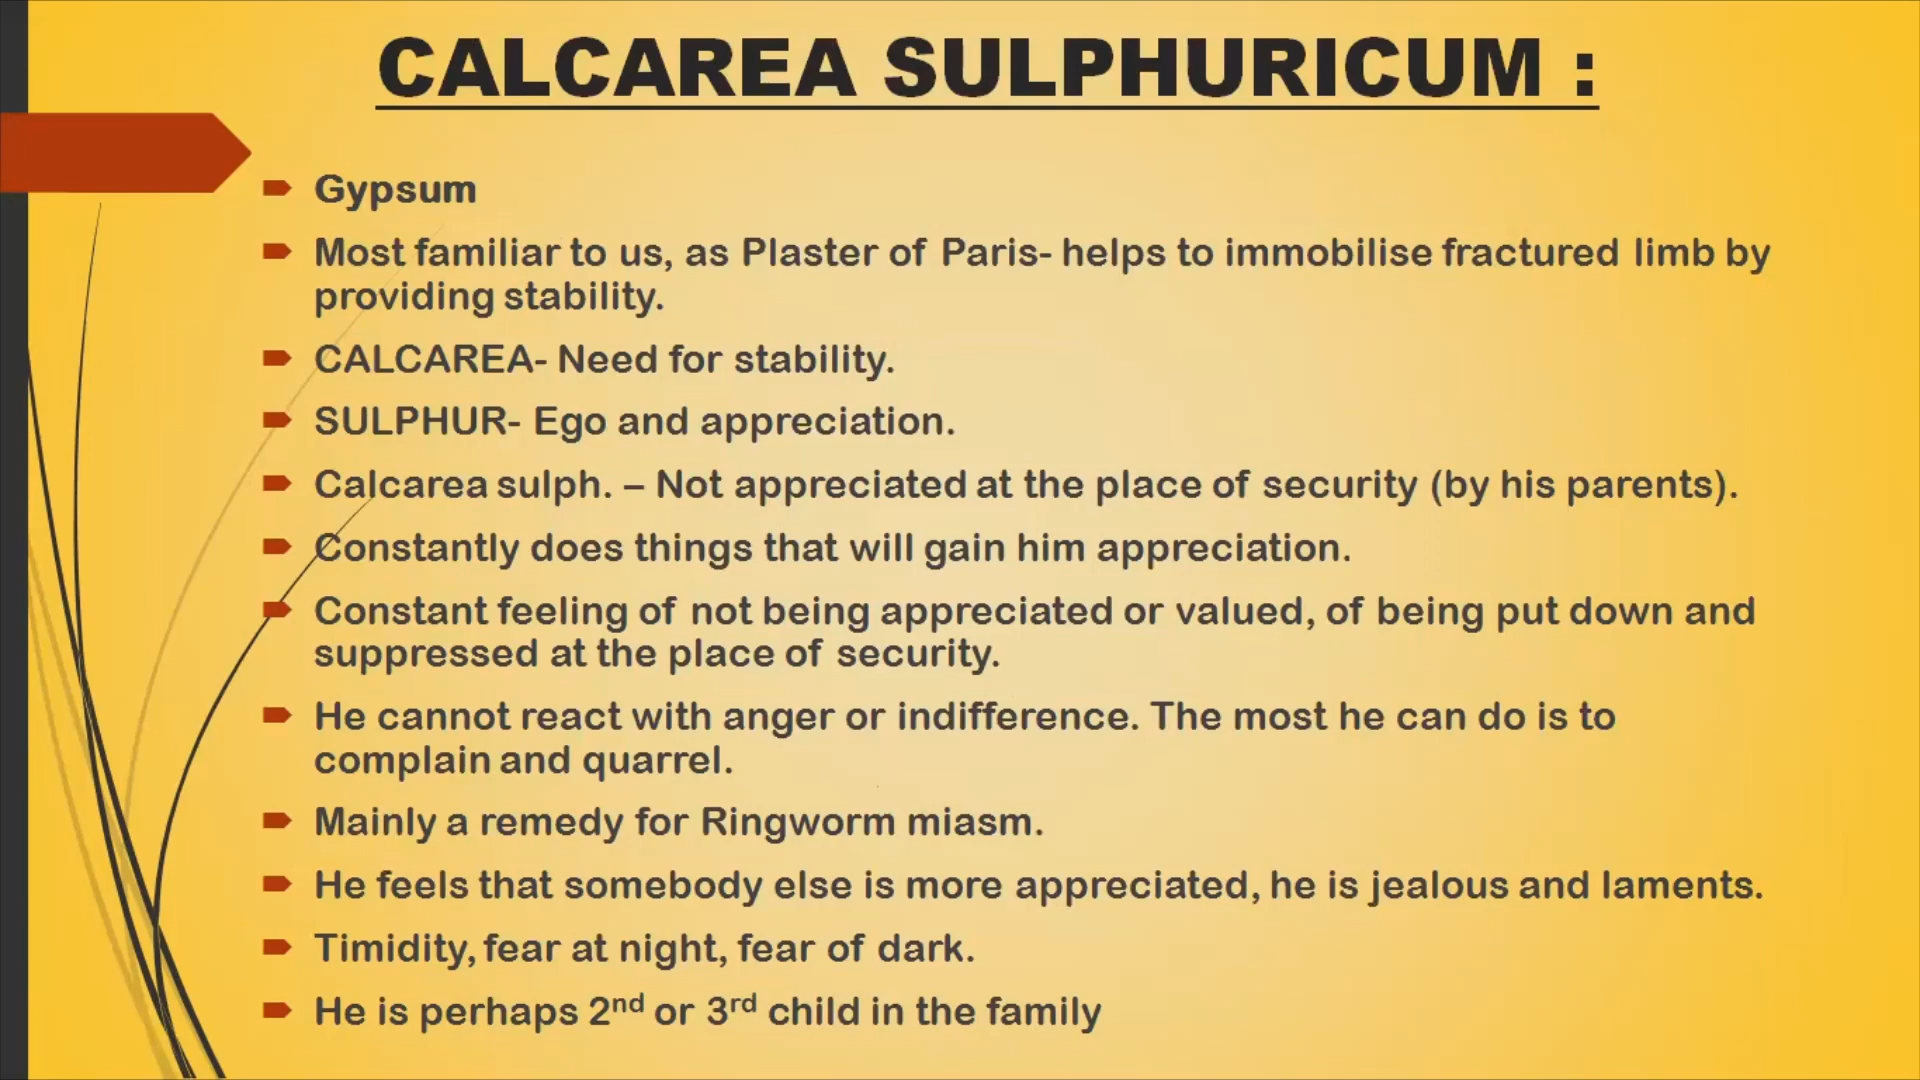 CALCAREA SULPHURICUM :
Gypsum
Most familiar to us, as Plaster of Paris- helps to immobilise fractured limb by
providing stability.
CALCAREA- Need for stability.
SULPHUR- Ego and appreciation.
Calcarea sulph. – Not appreciated at the place of security (by his parents).
Constantly does things that will gain him appreciation.
Constant feeling of not being appreciated or valued, of being put down and
suppressed at the place of security.
He cannot react with anger or indifference. The most he can do is to
complain and quarrel.
Mainly a remedy for Ringworm miasm.
He feels that somebody else is more appreciated, he is jealous and laments.
Timidity, fear at night, fear of dark.
He is perhaps 2nd or 3rd child in the family